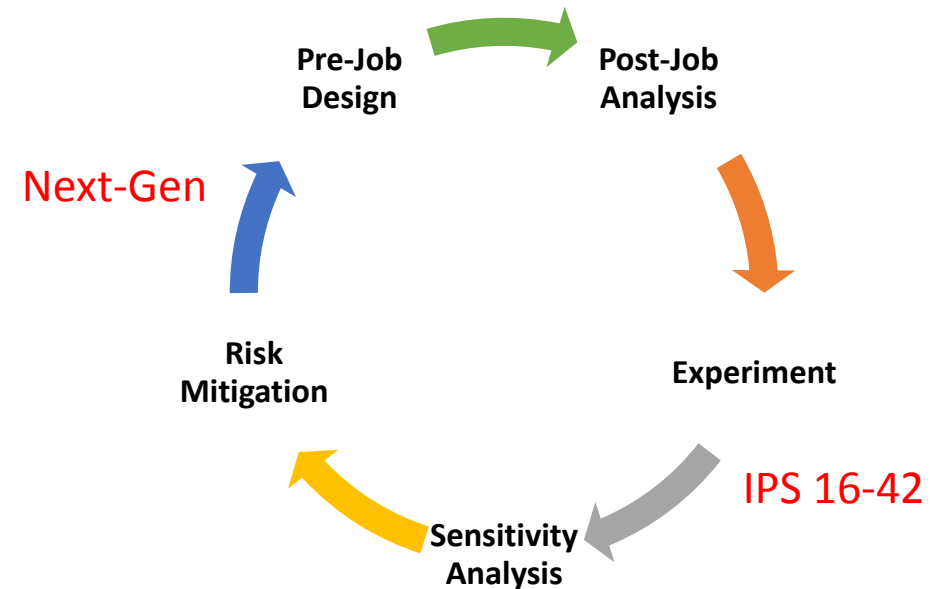 Pre-Job
Design
Post-Job
Analysis
Next-Gen
Risk
Mitigation
Experiment
IPS 16-42
Sensitivity
Analysis